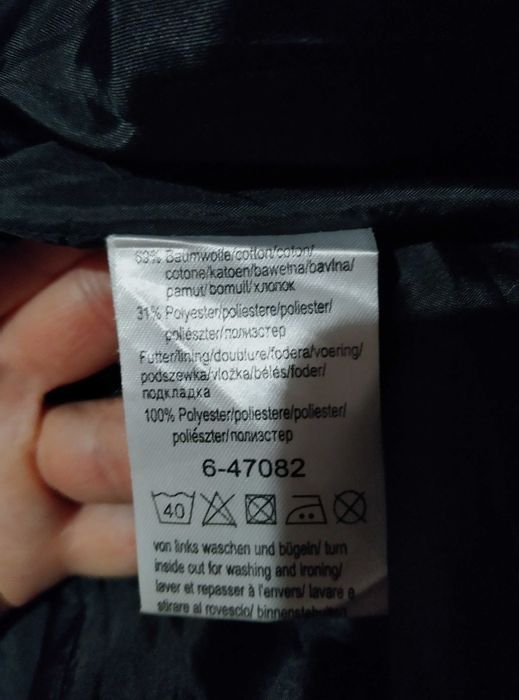 69% Baumwolle/cotton/coton/
cotone/katoen/bawełna/bavlna/
pamut/bomull/хлопок
31% Polyester/poliestere/poliester/
poliészter/полиэстер
Futter/lining/doublure/fodera/voering/
podszewka/vložka/bélés/foder/
подкладка
100% Polyester/poliestere/poliester/
poliészter/полиэстер
6-47082
40
von links waschen und bügeln/ turn
inside out for washing and ironing/
laver et repasser à l'envers/ lavare e
stirare al rovescio/